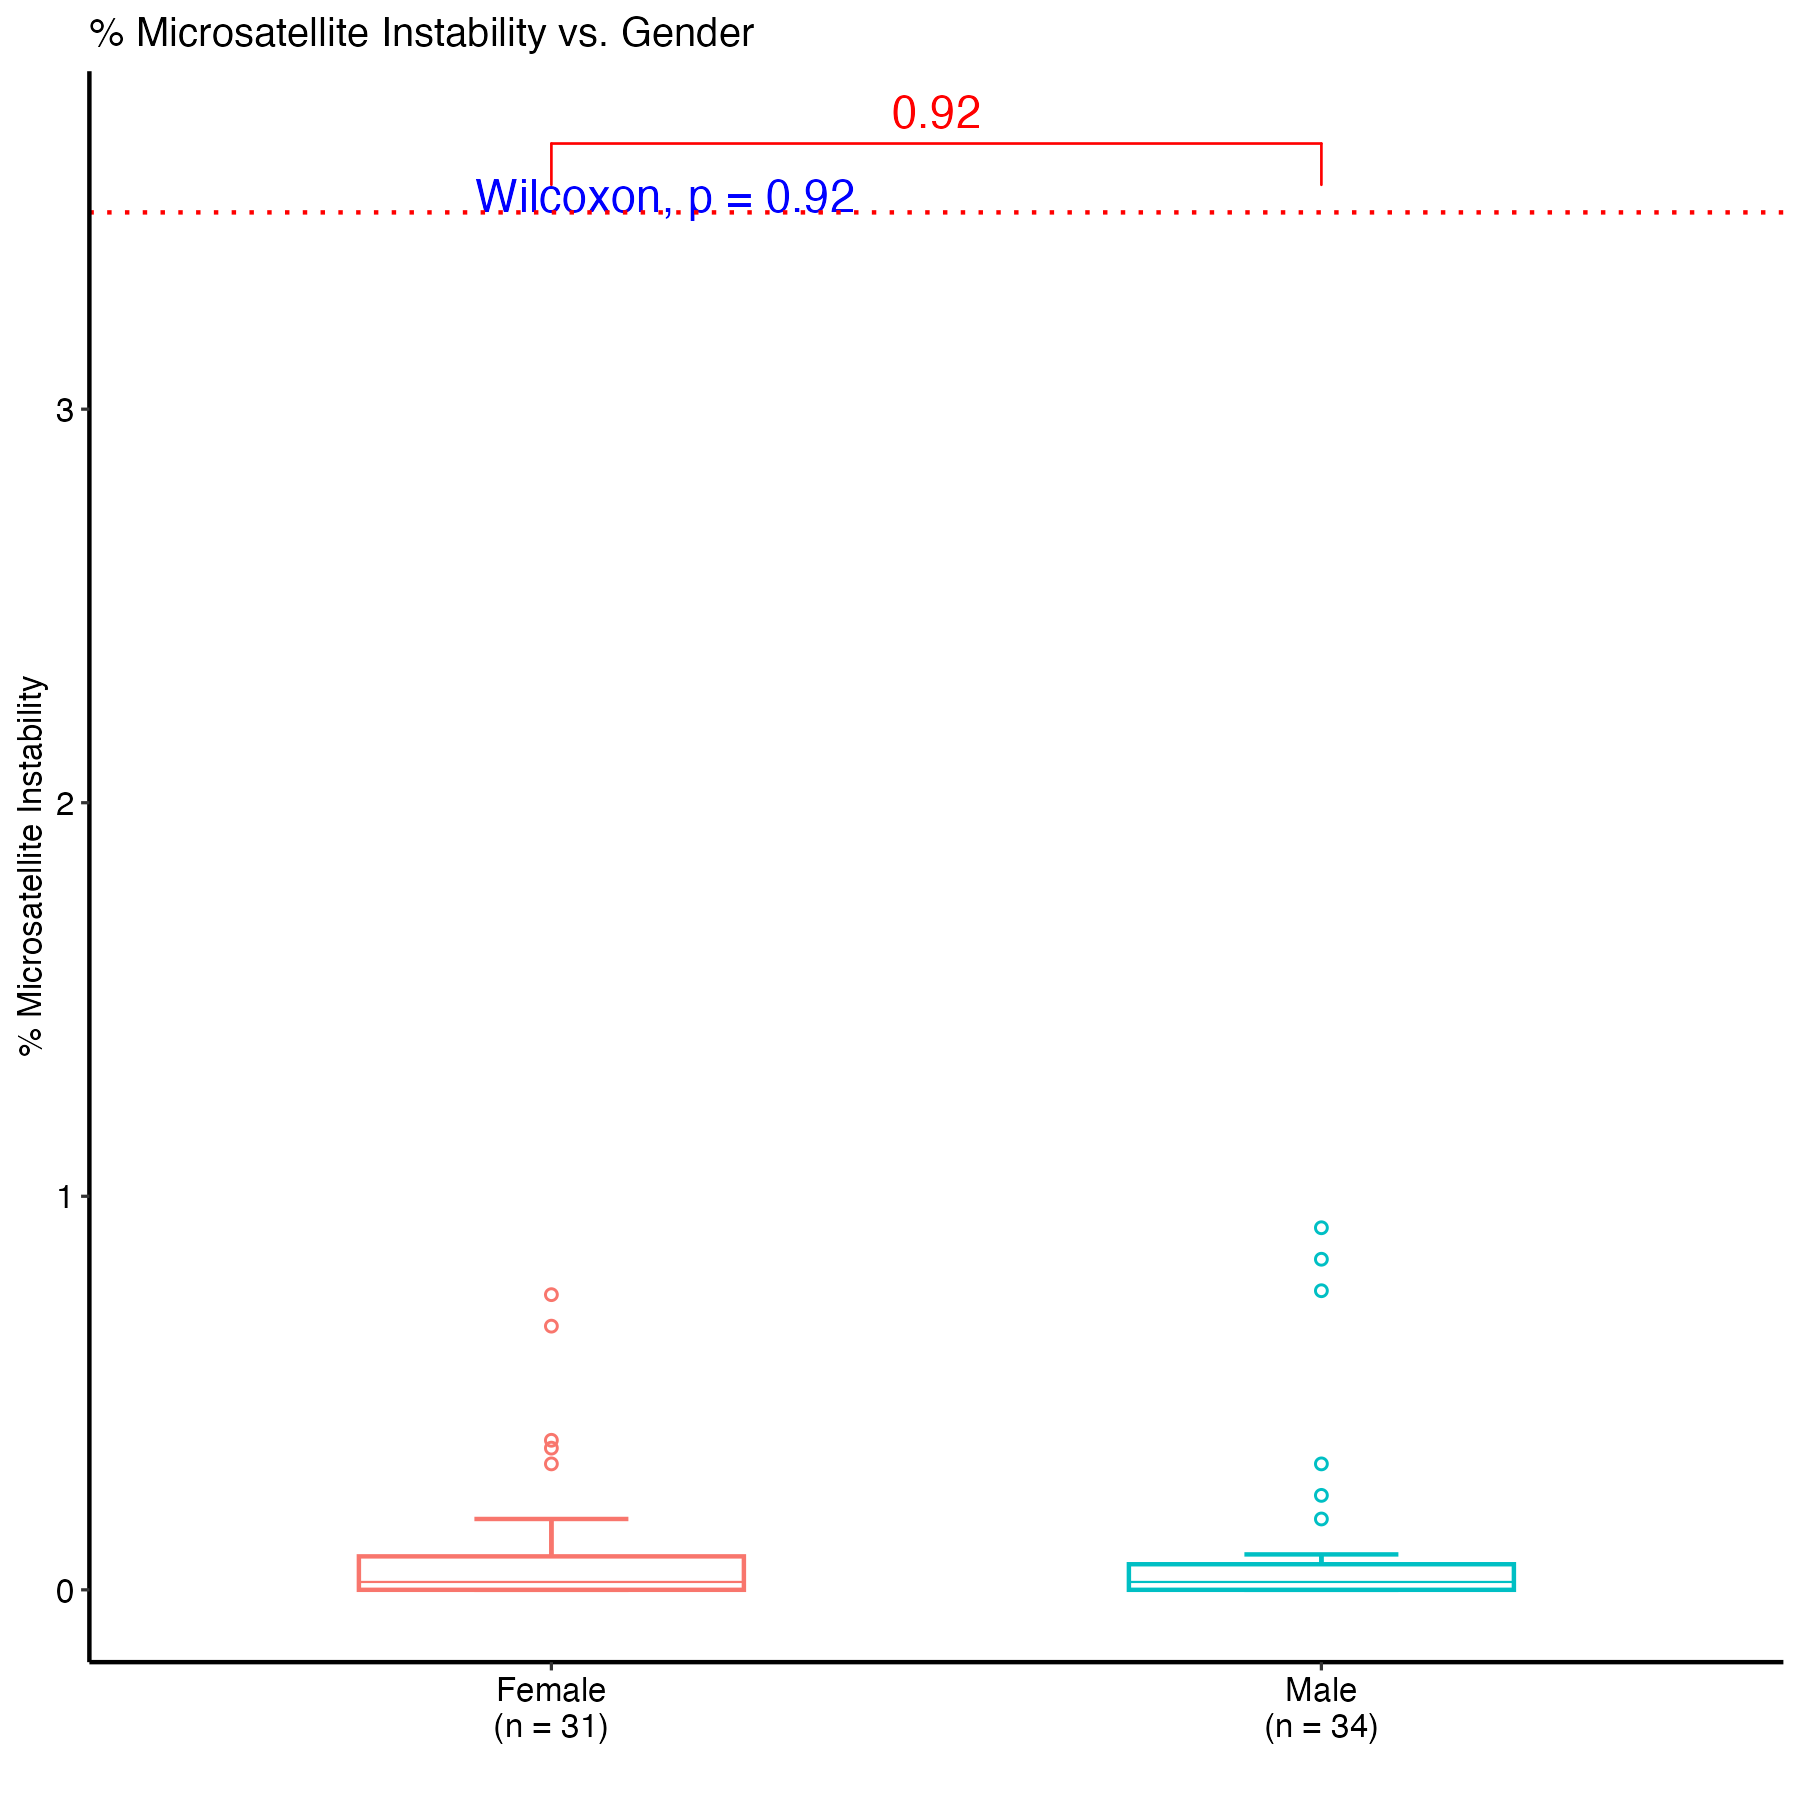 % Microsatellite Instability vs. Gender
0.92
Wilcoxon, p = 0.92
% Microsatellite Instability
3
2
1
0
Female
(n = 31)
Male
(n = 34)